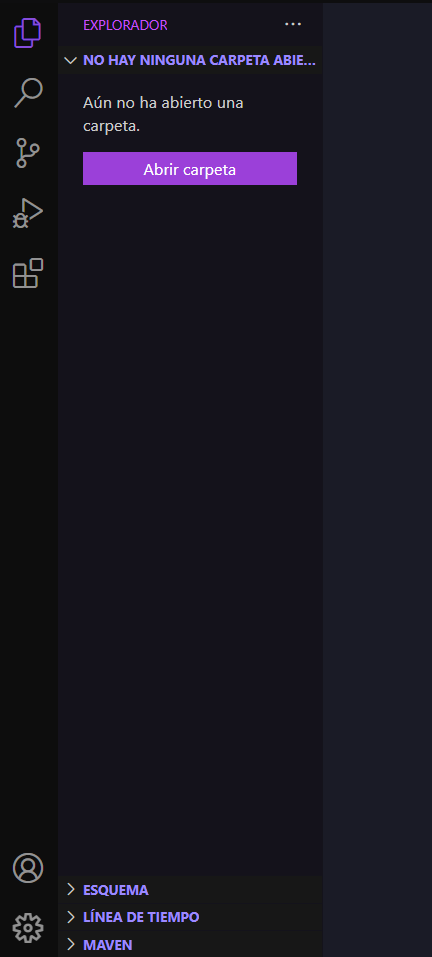 EXPLORADOR
NO HAY NINGUNA CARPETA ABIE...
Aún no ha abierto una
carpeta.
Abrir carpeta
ESQUEMA
LÍNEA DE TIEMPO
MAVEN